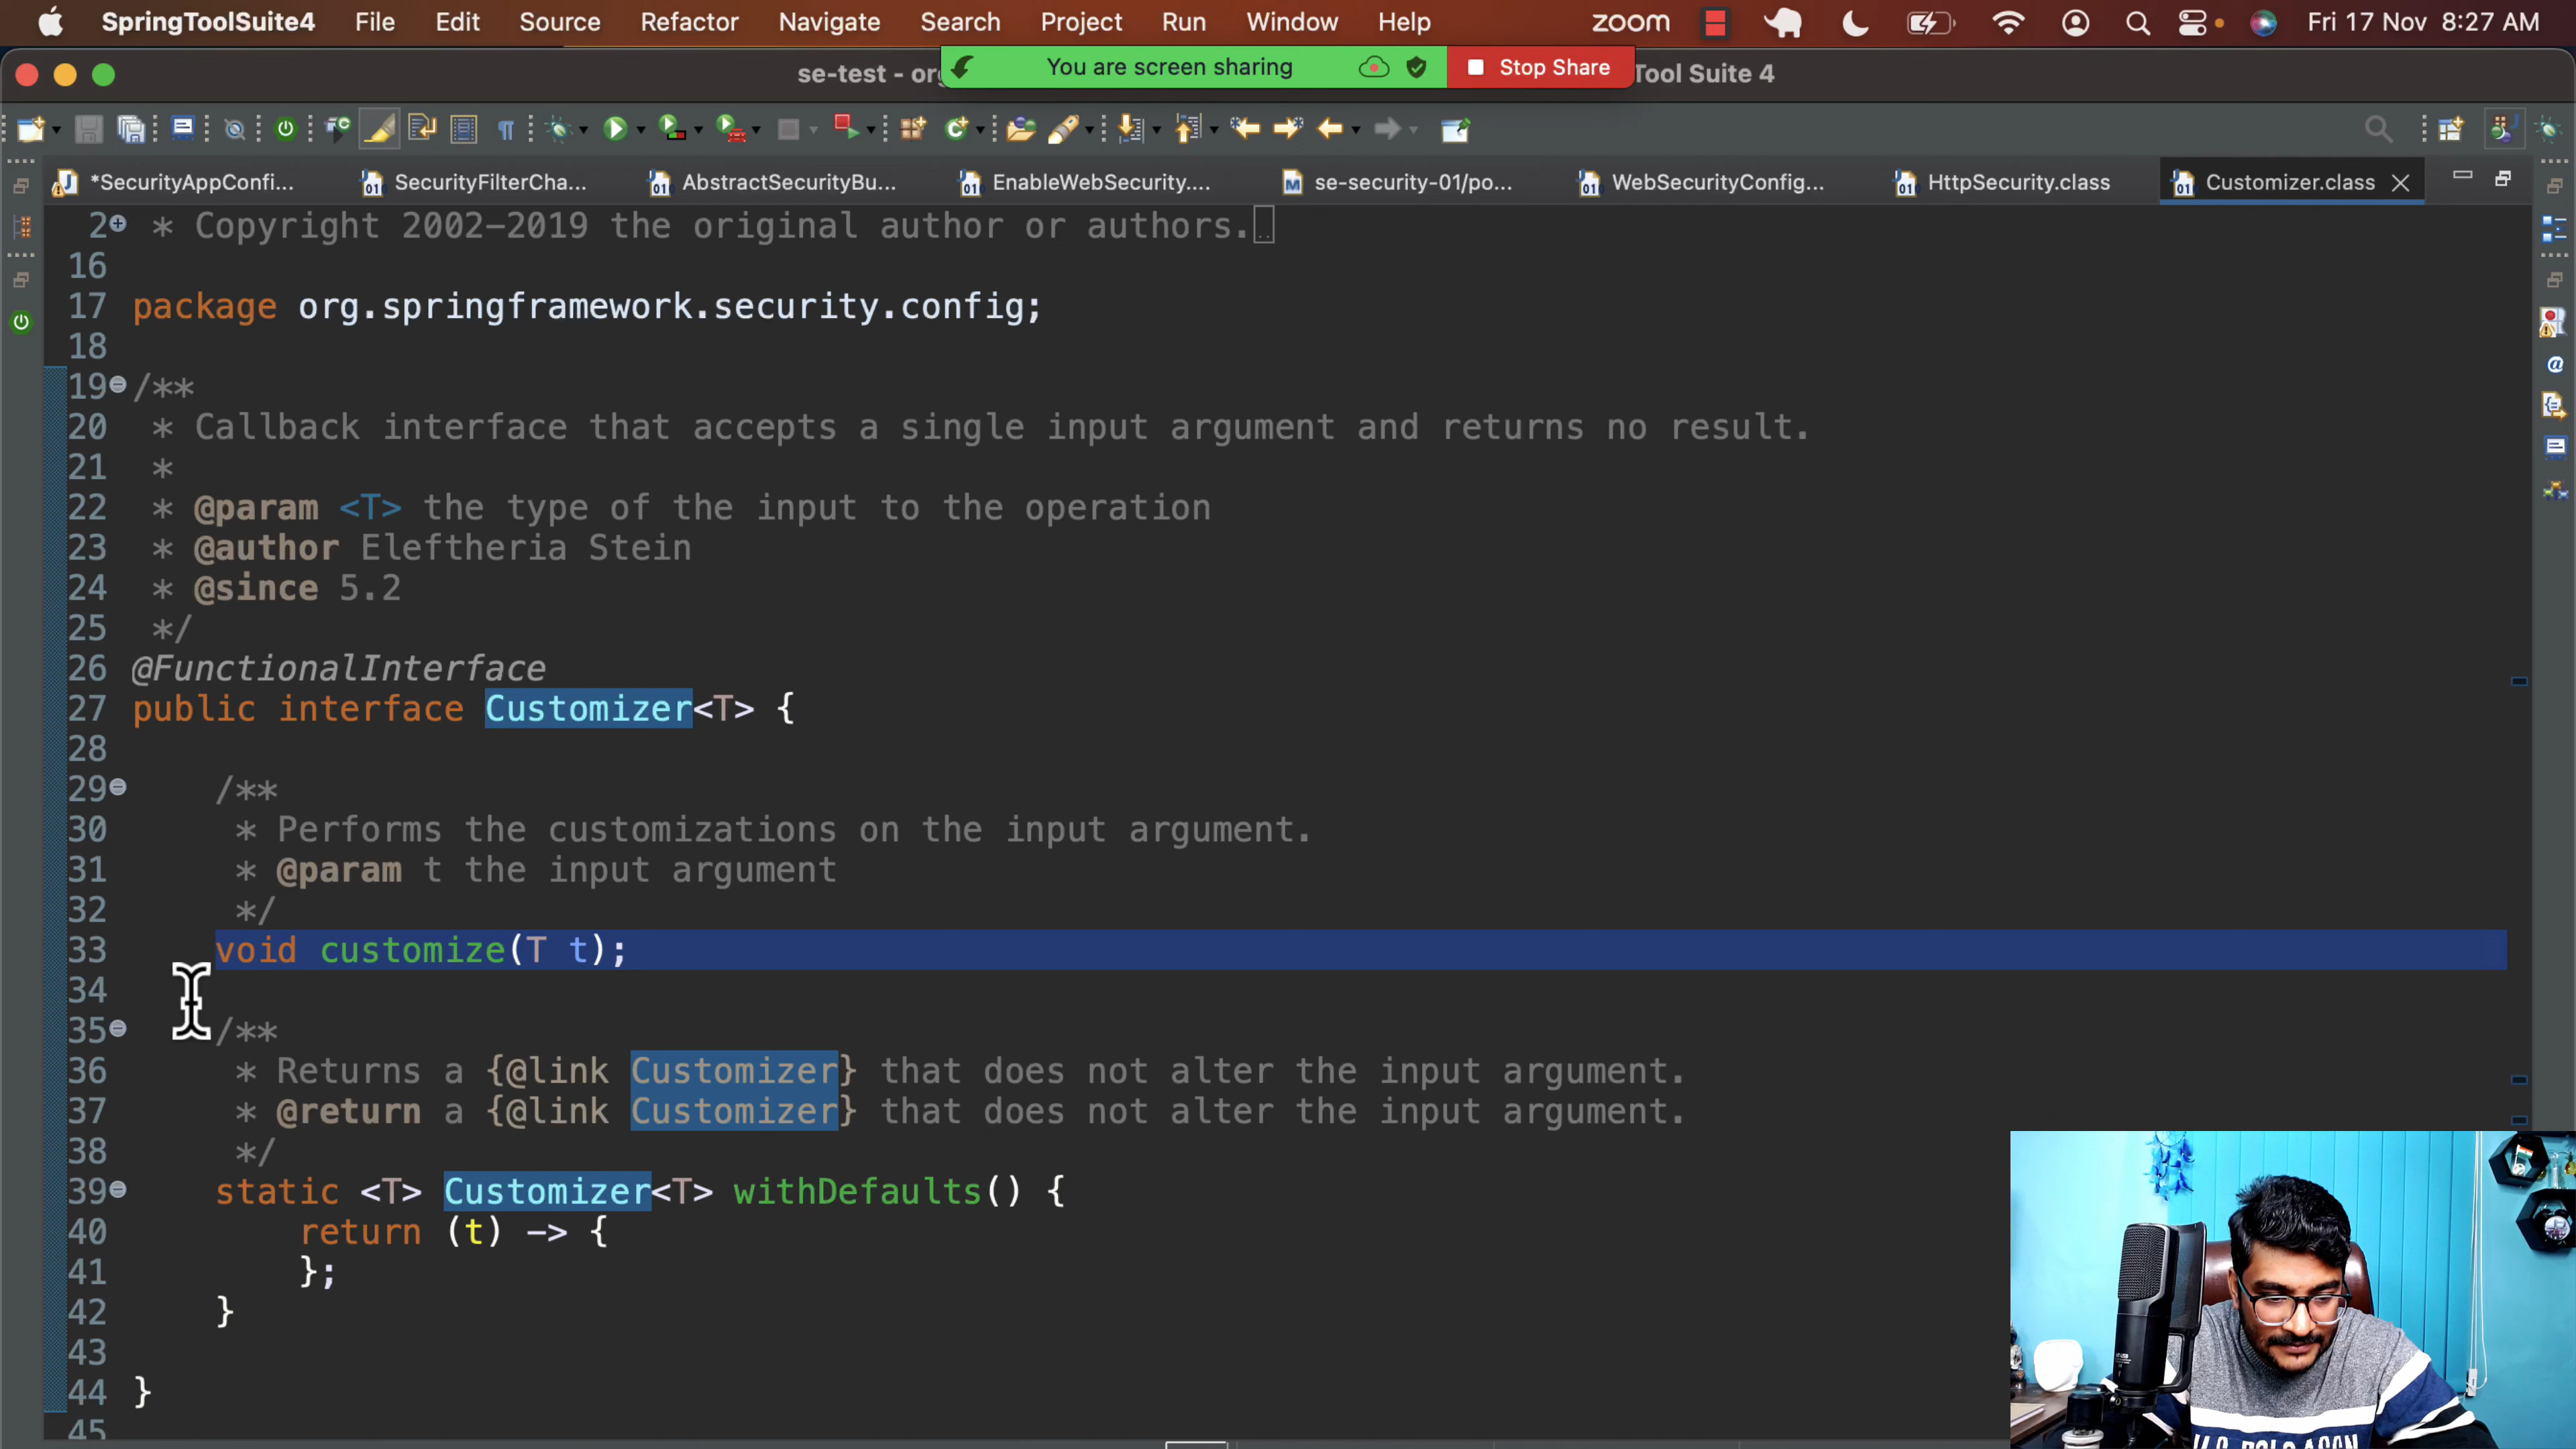 SpringToolSuite4 File Edit Source Refactor Navigate Search Project Run Window Help zoom Fri 17 Nov 8:27 AM
se-test - org You are screen sharing Stop Share Tool Suite 4
*SecurityAppConfi... SecurityFilterCha... AbstractSecurityBu... EnableWebSecurity.... se-security-01/po... WebSecurityConfig... HttpSecurity.class Customizer.class
2 * Copyright 2002-2019 the original author or authors.
16
17 package org.springframework.security.config;
18
19 /**
20 * Callback interface that accepts a single input argument and returns no result.
21 *
22 * @param <T> the type of the input to the operation
23 * @author Eleftheria Stein
24 * @since 5.2
25 */
26 @FunctionalInterface
27 public interface Customizer<T> {
28
29 /**
30 * Performs the customizations on the input argument.
31 * @param t the input argument
32 */
33 void customize(T t);
34
35 /**
36 * Returns a {@link Customizer} that does not alter the input argument.
37 * @return a {@link Customizer} that does not alter the input argument.
38 */
39 static <T> Customizer<T> withDefaults() {
40 return (t) -> {
41 };
42 }
43
44 }
45